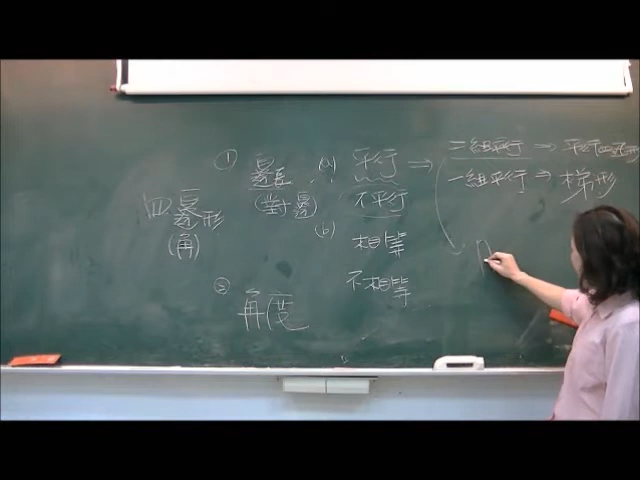 四邊形
(角)
① 邊長
(對邊)
(a) 平行 →
不平行
(b) 相等
不相等
二組平行 → 平行四邊形
一組平行 → 梯形
② 角度